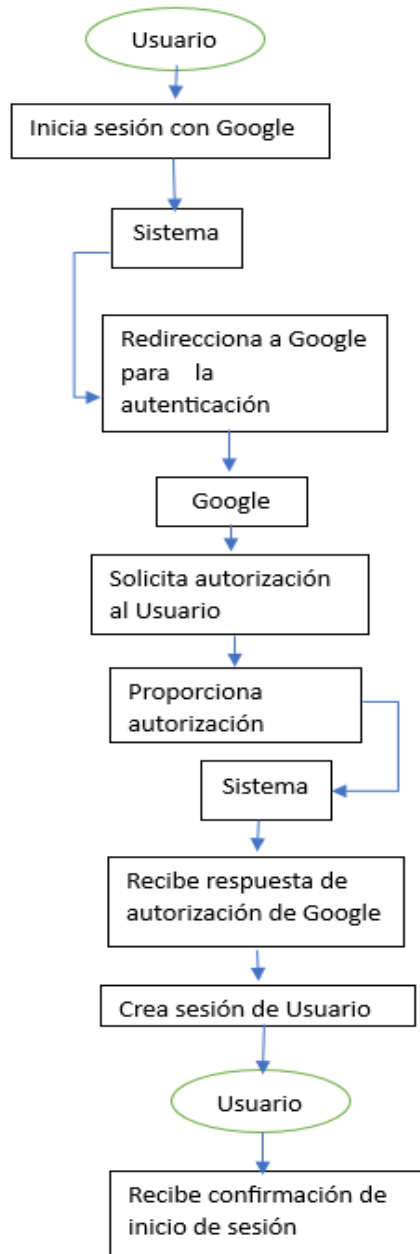 Usuario
Inicia sesión con Google
Sistema
Redirecciona a Google
para la
autenticación
Google
Solicita autorización
al Usuario
Proporciona
autorización
Sistema
Recibe respuesta de
autorización de Google
Crea sesión de Usuario
Usuario
Recibe confirmación de
inicio de sesión